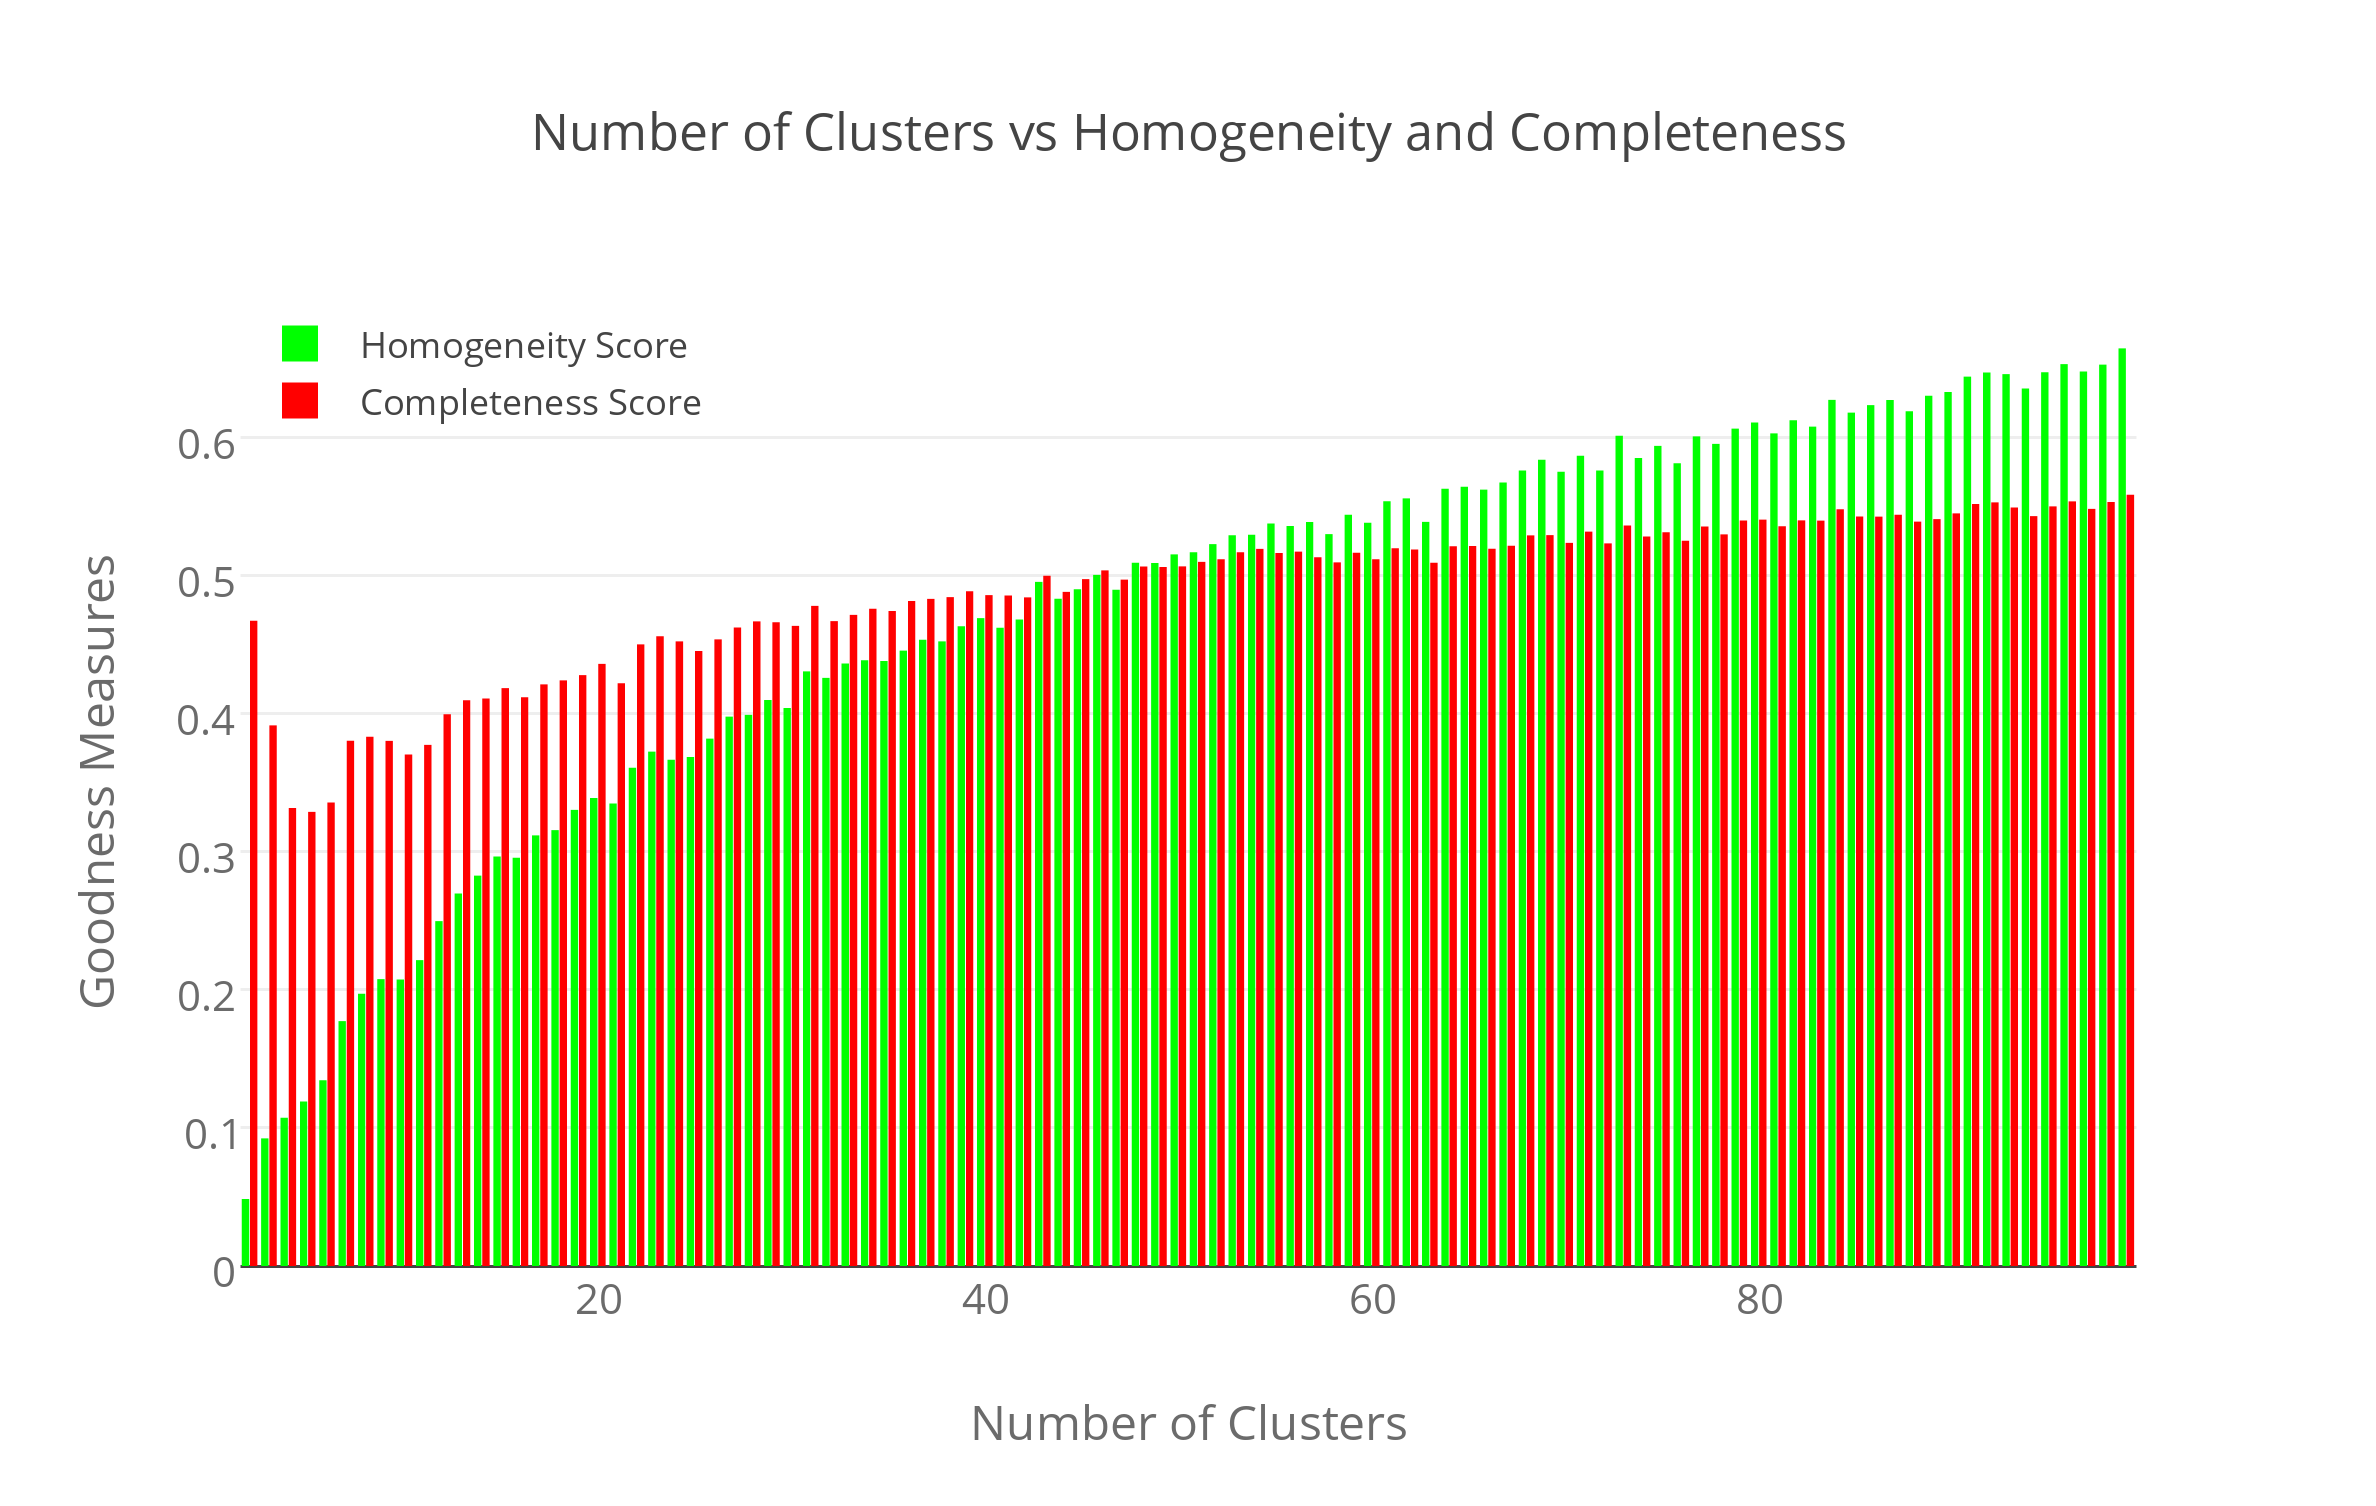 Number of Clusters vs Homogeneity and Completeness
Homogeneity Score
Completeness Score
0.6
0.5
0.4
0.3
0.2
0.1
0
Goodness Measures
20 40 60 80
Number of Clusters